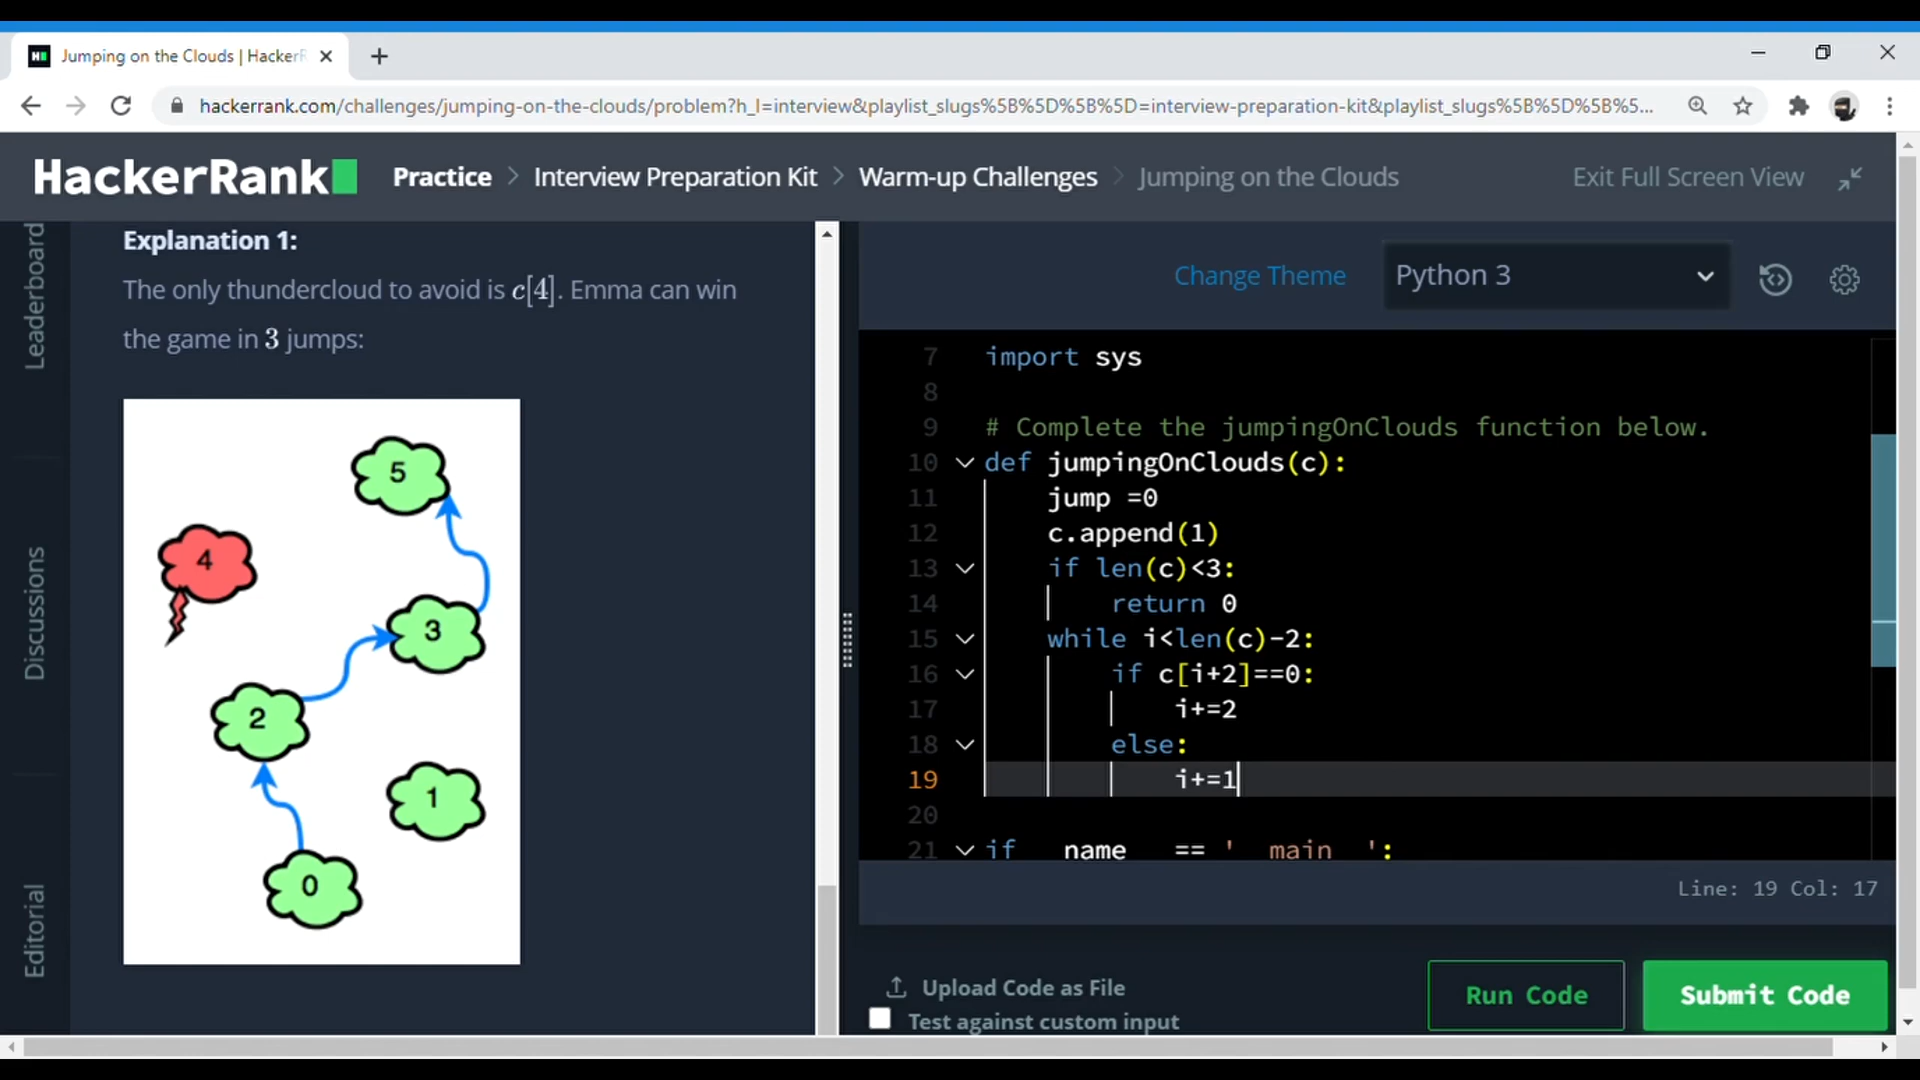 Jumping on the Clouds | HackerR
hackerrank.com/challenges/jumping-on-the-clouds/problem?h_l=interview&playlist_slugs%5B%5D%5B%5D=interview-preparation-kit&playlist_slugs%5B%5D%5B%5...
HackerRank
Practice > Interview Preparation Kit > Warm-up Challenges > Jumping on the Clouds
Exit Full Screen View
Leaderboard
Discussions
Editorial
Explanation 1:
The only thundercloud to avoid is c[4]. Emma can win
the game in 3 jumps:
5
4
3
2
1
0
Change Theme
Python 3
7 import sys
8
9 # Complete the jumpingOnClouds function below.
10 def jumpingOnClouds(c):
11 jump =0
12 c.append(1)
13 if len(c)<3:
14 return 0
15 while i<len(c)-2:
16 if c[i+2]==0:
17 i+=2
18 else:
19 i+=1
20
21 if __name__ == '__main__':
Line: 19 Col: 17
Upload Code as File
Test against custom input
Run Code
Submit Code